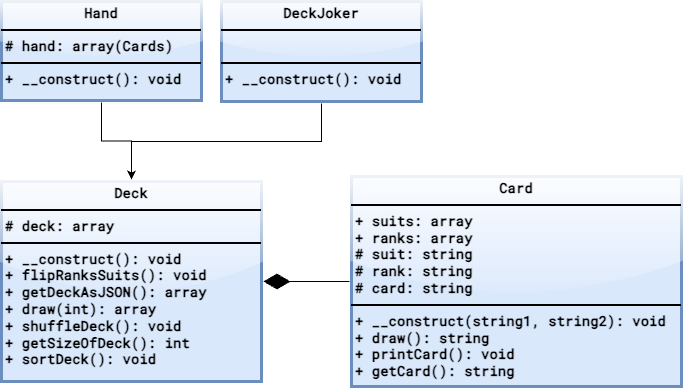 Hand
# hand: array(Cards)
+ __construct(): void
DeckJoker
+ __construct(): void
Deck
# deck: array
+ __construct(): void
+ flipRanksSuits(): void
+ getDeckAsJSON(): array
+ draw(int): array
+ shuffleDeck(): void
+ getSizeOfDeck(): int
+ sortDeck(): void
Card
+ suits: array
+ ranks: array
# suit: string
# rank: string
# card: string
+ __construct(string1, string2): void
+ draw(): string
+ printCard(): void
+ getCard(): string